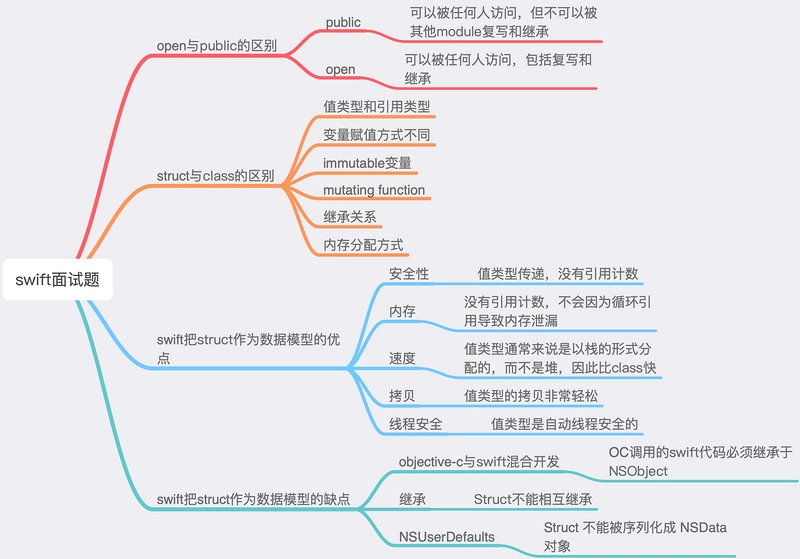 swift面试题
open与public的区别
public
可以被任何人访问，但不可以被
其他module复写和继承
open
可以被任何人访问，包括复写和
继承
struct与class的区别
值类型和引用类型
变量赋值方式不同
immutable变量
mutating function
继承关系
内存分配方式
swift把struct作为数据模型的优
点
安全性
值类型传递，没有引用计数
内存
没有引用计数，不会因为循环引
用导致内存泄漏
速度
值类型通常来说是以栈的形式分
配的，而不是堆，因此比class快
拷贝
值类型的拷贝非常轻松
线程安全
值类型是自动线程安全的
swift把struct作为数据模型的缺点
objective-c与swift混合开发
OC调用的swift代码必须继承于
NSObject
继承
Struct不能相互继承
NSUserDefaults
Struct 不能被序列化成 NSData
对象